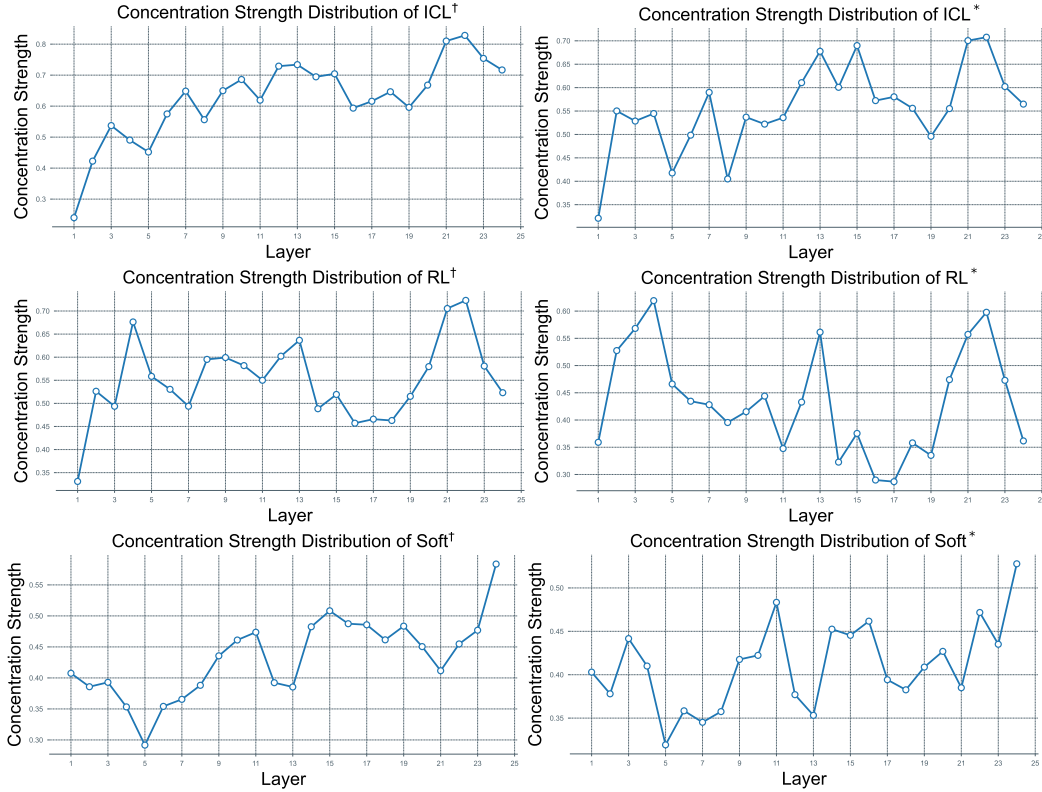 Concentration Strength Distribution of ICL†
Concentration Strength
0.8
0.7
0.6
0.5
0.4
0.3
1 3 5 7 9 11 13 15 17 19 21 23 25
Layer
Concentration Strength Distribution of ICL*
Concentration Strength
0.70
0.65
0.60
0.55
0.50
0.45
0.40
0.35
1 3 5 7 9 11 13 15 17 19 21 23 2
Layer
Concentration Strength Distribution of RL†
Concentration Strength
0.70
0.65
0.60
0.55
0.50
0.45
0.40
0.35
1 3 5 7 9 11 13 15 17 19 21 23 25
Layer
Concentration Strength Distribution of RL*
Concentration Strength
0.60
0.55
0.50
0.45
0.40
0.35
0.30
1 3 5 7 9 11 13 15 17 19 21 23 2
Layer
Concentration Strength Distribution of Soft†
Concentration Strength
0.55
0.50
0.45
0.40
0.35
0.30
1 3 5 7 9 11 13 15 17 19 21 23 25
Layer
Concentration Strength Distribution of Soft*
Concentration Strength
0.50
0.45
0.40
0.35
1 3 5 7 9 11 13 15 17 19 21 23 25
Layer